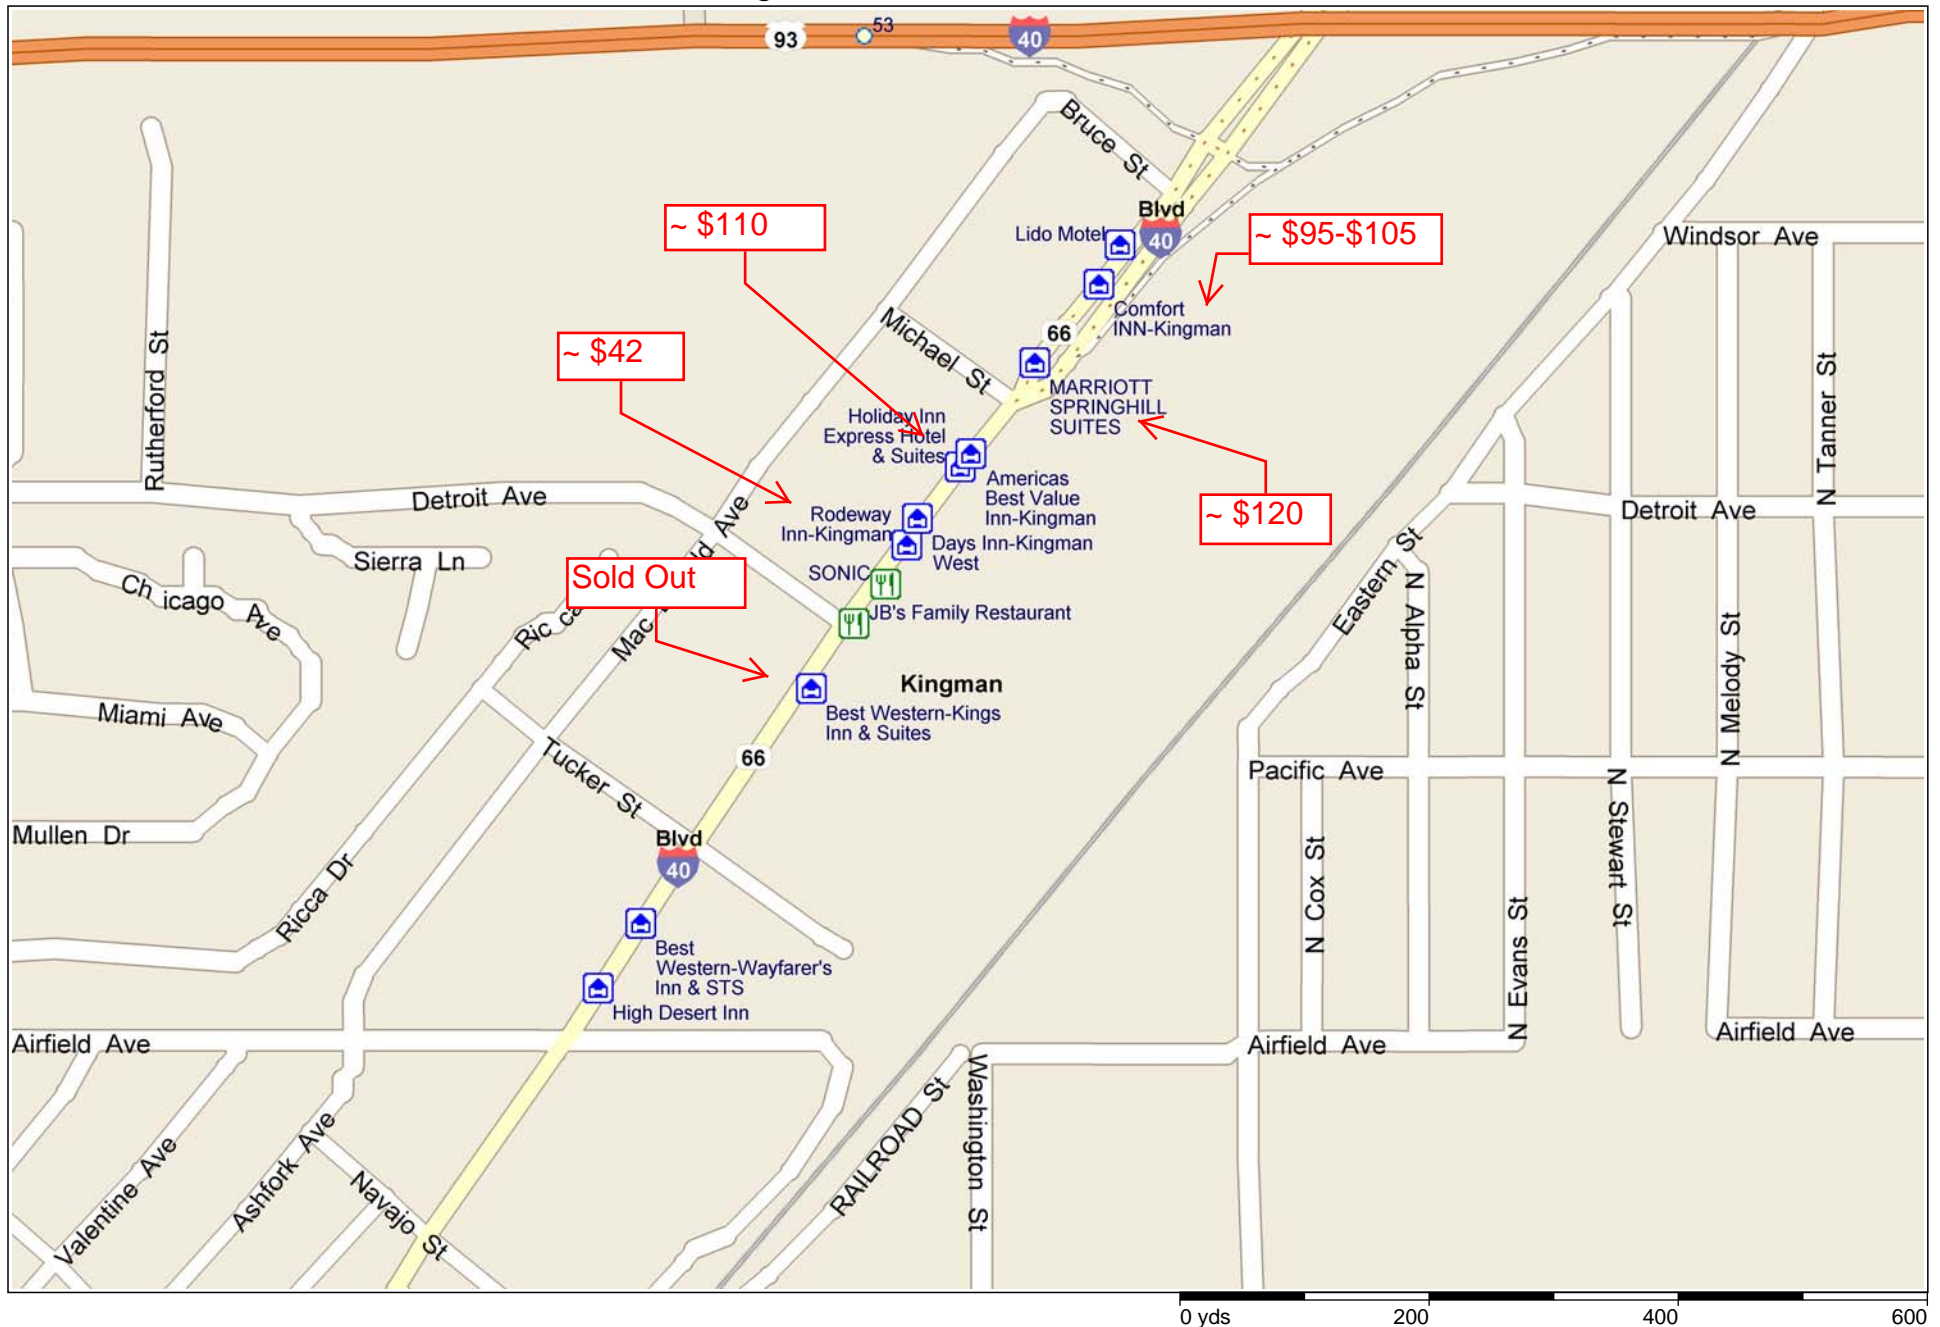 53
93
40
Bruce St
Blvd
40
~ $110
~ $95-$105
Lido Motel
Windsor Ave
Comfort
INN-Kingman
66
Michael St
~ $42
Rutherford St
N Tanner St
MARRIOTT
SPRINGHILL
SUITES
Holiday Inn
Express Hotel
& Suites
Americas
Best Value
Inn-Kingman
~ $120
Detroit Ave
Detroit Ave
Rodeway
Inn-Kingman
Days Inn-Kingman
West
Sierra Ln
SONIC
Sold Out
JB's Family Restaurant
Chicago Ave
Eastern St
N Alpha St
N Melody St
Kingman
Miami Ave
Best Western-Kings
Inn & Suites
66
Tucker St
Pacific Ave
Mullen Dr
Blvd
40
N Stewart St
N Cox St
Ricca Dr
N Evans St
Best
Western-Wayfarer's
Inn & STS
High Desert Inn
Airfield Ave
Airfield Ave
Airfield Ave
RAILROAD St
Washington St
Valentine Ave
Ashfork Ave
Navajo St
0 yds
200
400
600